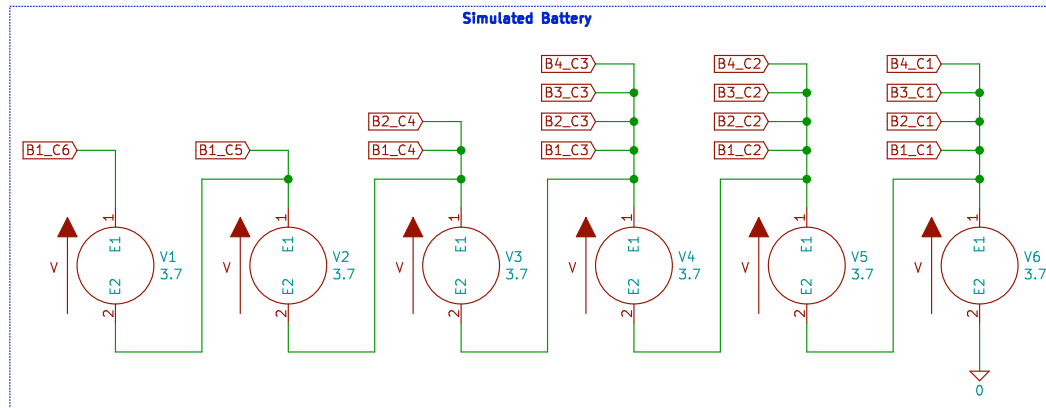 Simulated Battery
B4_C3
B4_C2
B4_C1
B3_C3
B3_C2
B3_C1
B2_C4
B2_C3
B2_C2
B2_C1
B1_C6
B1_C5
B1_C4
B1_C3
B1_C2
B1_C1
V
1
E1
E2
2
V1
3.7
V
1
E1
E2
2
V2
3.7
V
1
E1
E2
2
V3
3.7
V
1
E1
E2
2
V4
3.7
V
1
E1
E2
2
V5
3.7
V
1
E1
E2
2
V6
3.7
0